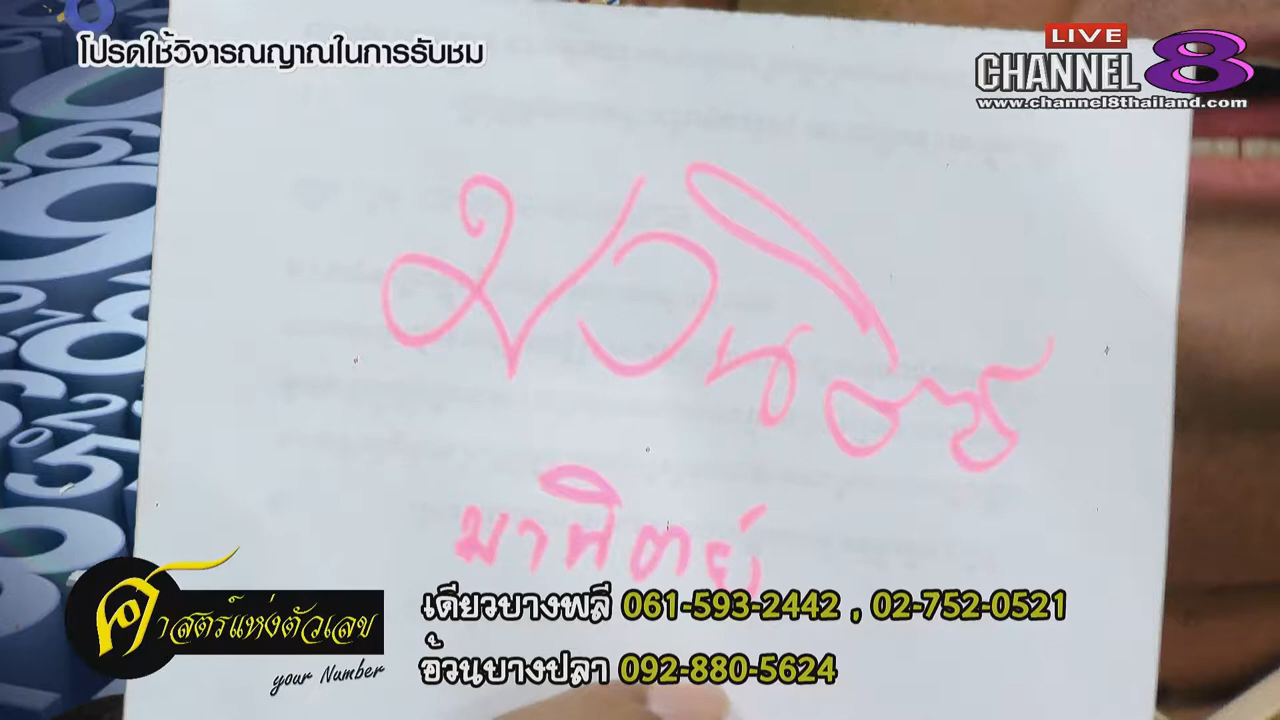 โปรดใช้วิจารณญาณในการรับชม
LIVE
CHANNEL 8
www.channel8thailand.com
ศาสตร์แห่งตัวเลข
your Number
เดียวบางพลี 061-593-2442 , 02-752-0521
อ้วนบางปลา 092-880-5624